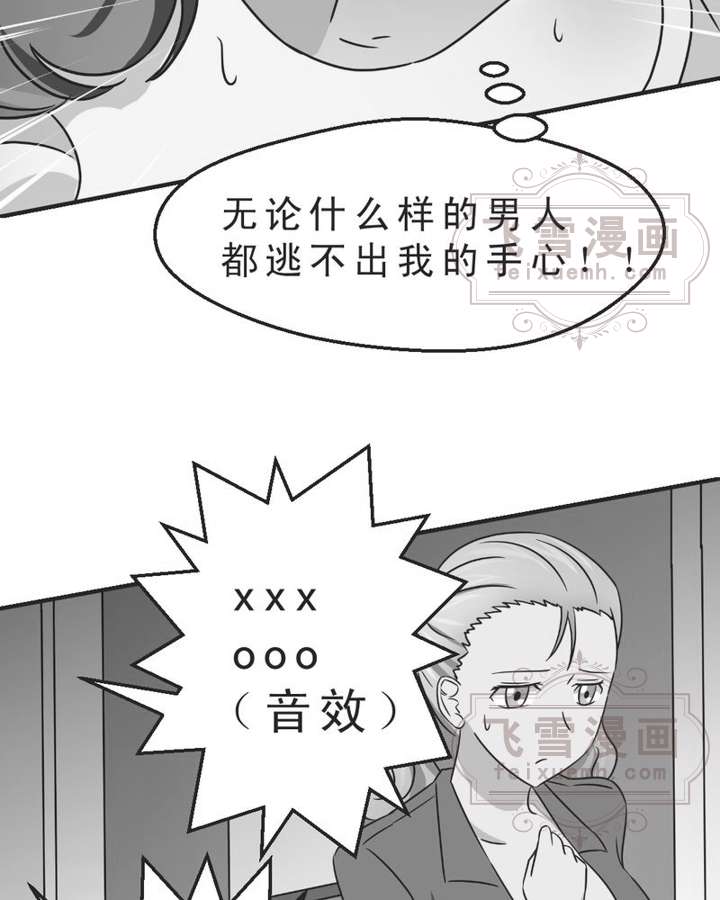 无论什么样的男人
都逃不出我的手心！！
飞雪漫画
feixuemh.com
xxx
ooo
（音效）
飞雪漫画
feixuemh.com